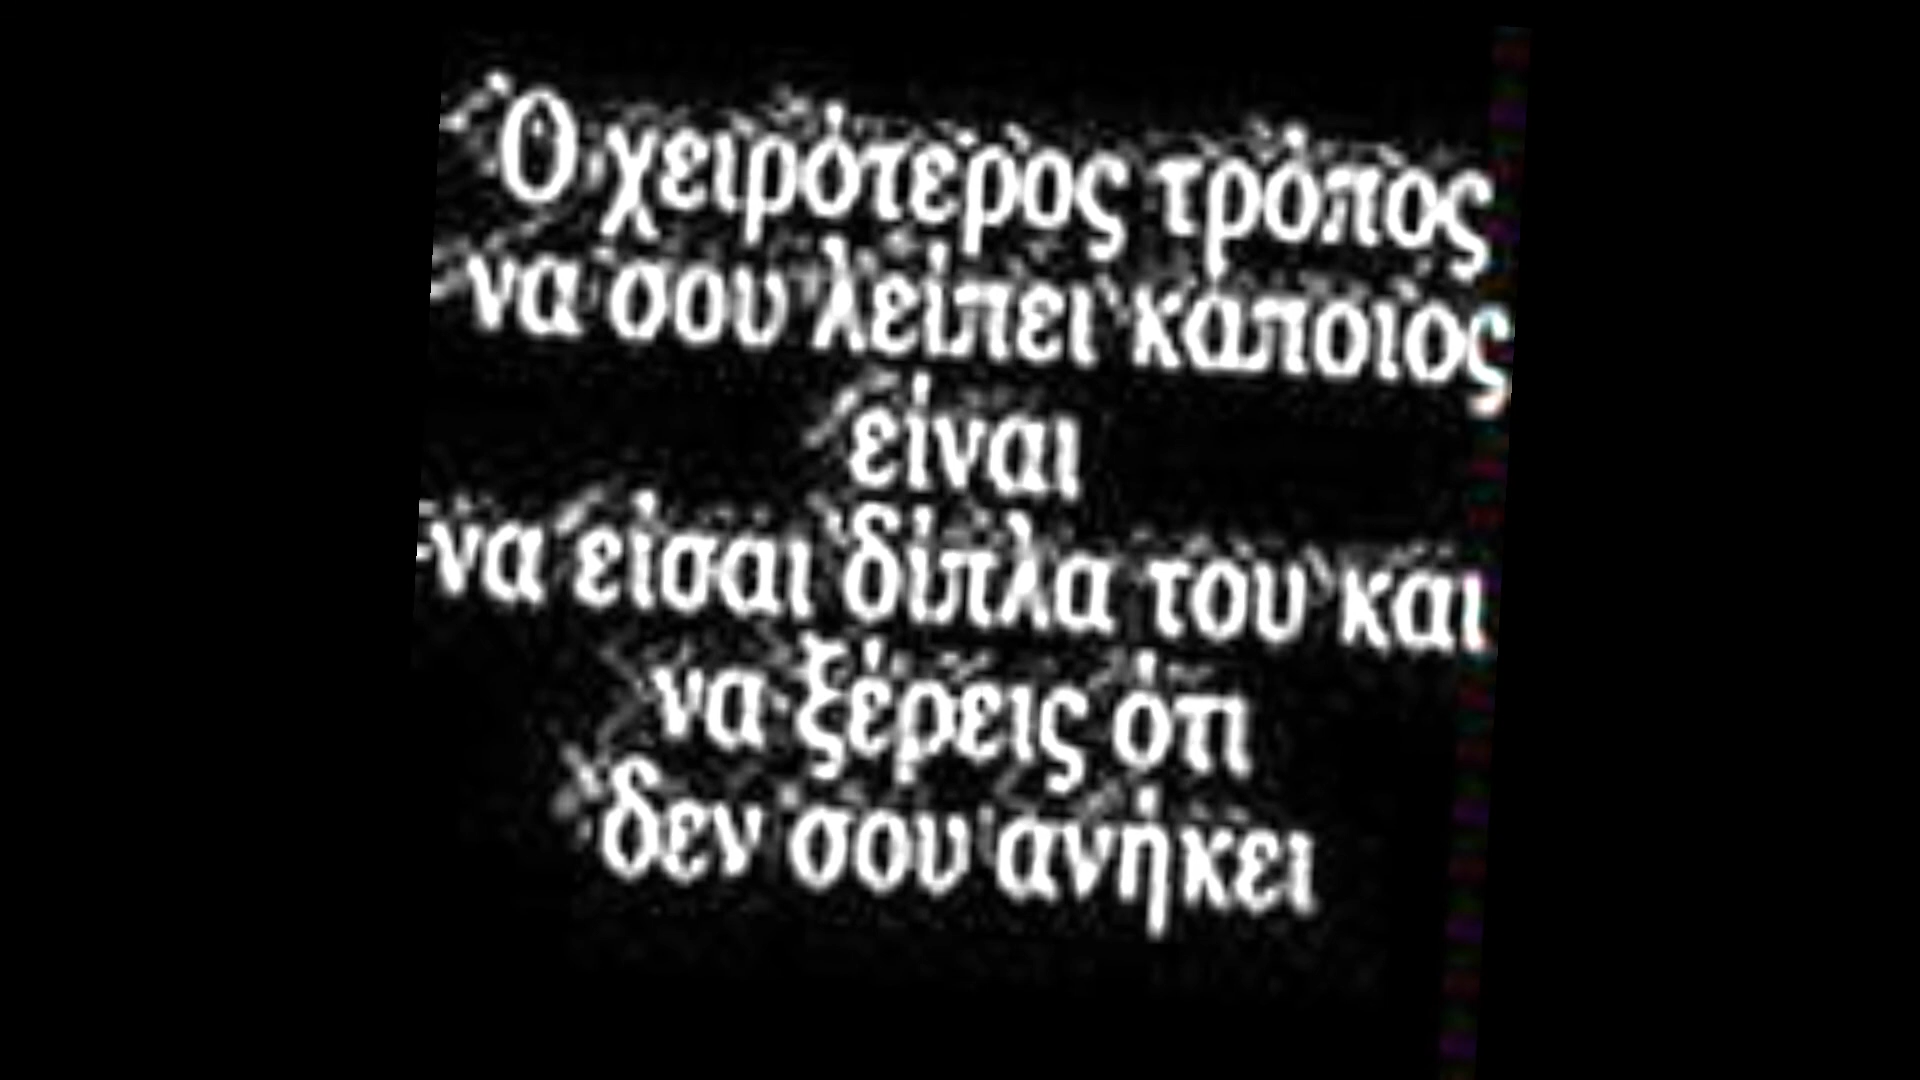 Ο χειρότερος τρόπος
να σου λείπει κάποιος
είναι
να είσαι δίπλα του και
να ξέρεις ότι
δεν σου ανήκει